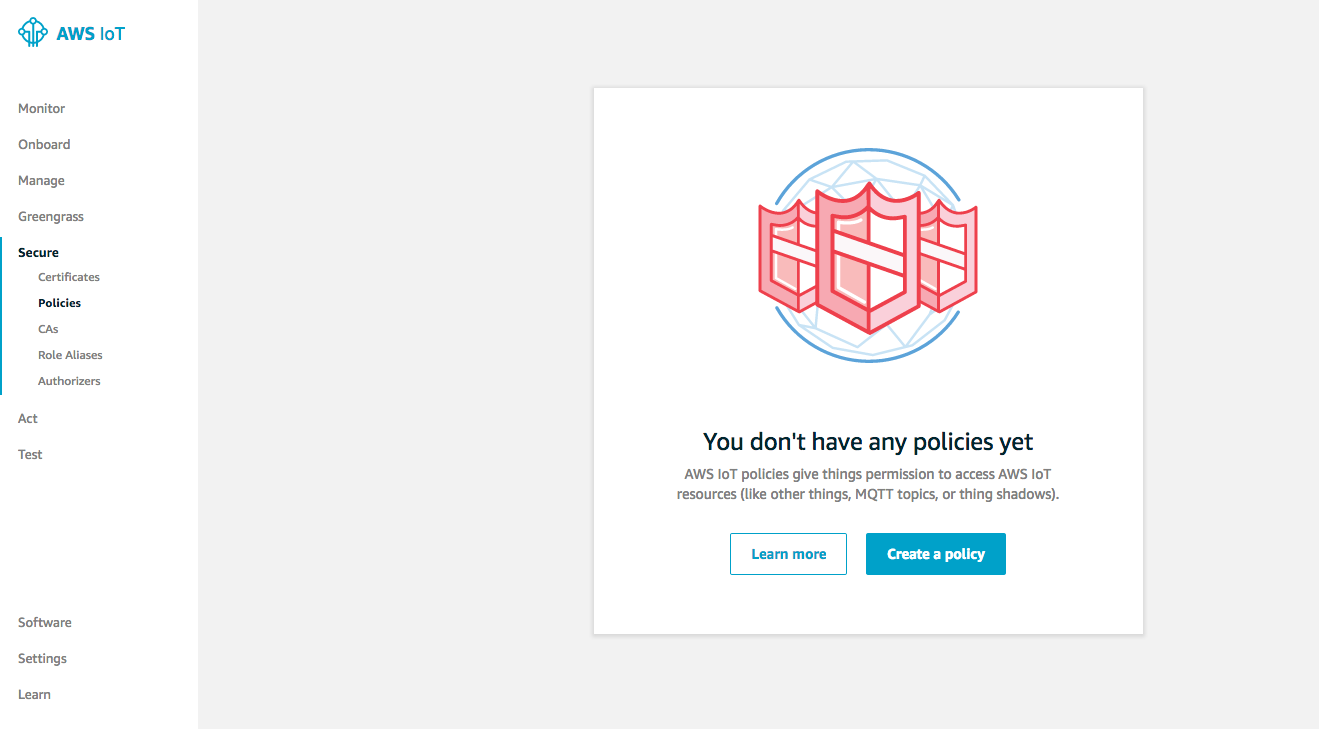 AWS IoT
Monitor
Onboard
Manage
Greengrass
Secure
Certificates
Policies
CAs
Role Aliases
Authorizers
Act
Test
Software
Settings
Learn
You don't have any policies yet
AWS IoT policies give things permission to access AWS IoT
resources (like other things, MQTT topics, or thing shadows).
Learn more
Create a policy